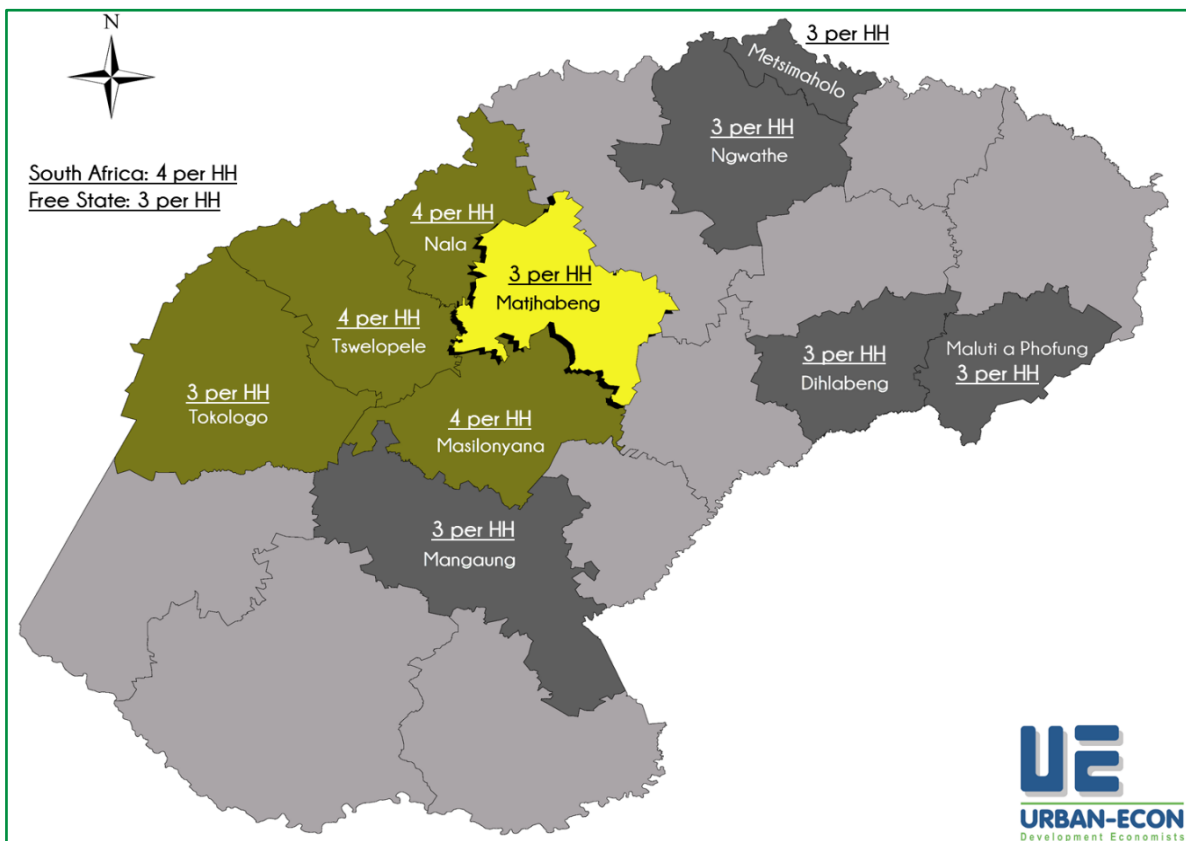 N
South Africa: 4 per HH
Free State: 3 per HH
3 per HH
Metsimaholo
3 per HH
Ngwathe
4 per HH
Nala
3 per HH
Matjhabeng
4 per HH
Tswelopele
3 per HH
Tokologo
4 per HH
Masilonyana
3 per HH
Dihlabeng
Maluti a Phofung
3 per HH
3 per HH
Mangaung
UE
URBAN-ECON
Development Economists